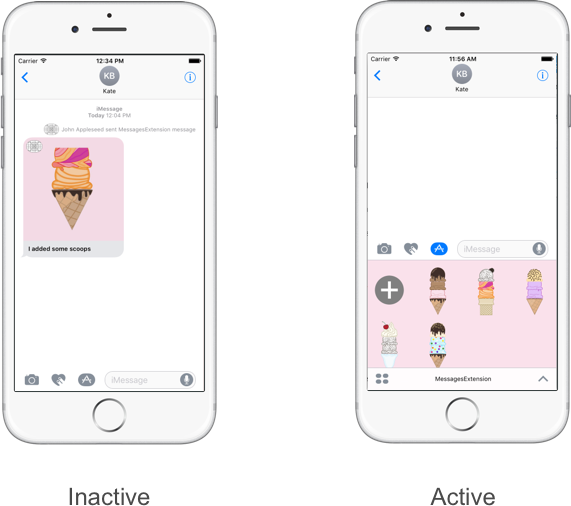 Carrier 12:34 PM
KB
Kate
iMessage
Today 12:04 PM
John Appleseed sent MessagesExtension message
I added some scoops
iMessage
Inactive
Carrier 11:56 AM
KB
Kate
iMessage
MessagesExtension
Active